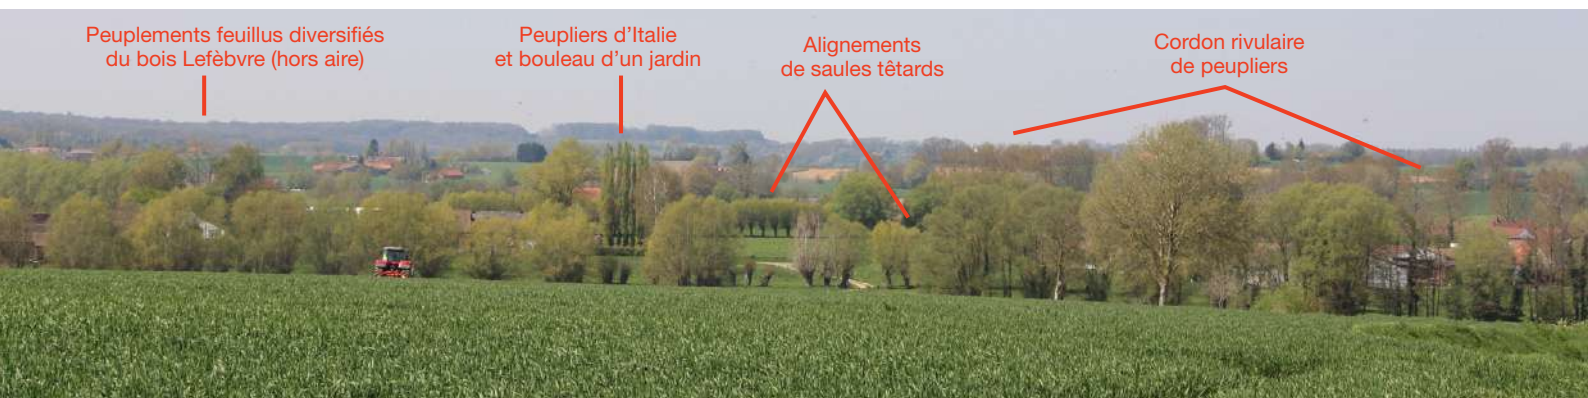 Peuplements feuillus diversifiés
du bois Lefèbvre (hors aire)
Peupliers d’Italie
et bouleau d’un jardin
Alignements
de saules têtards
Cordon rivulaire
de peupliers